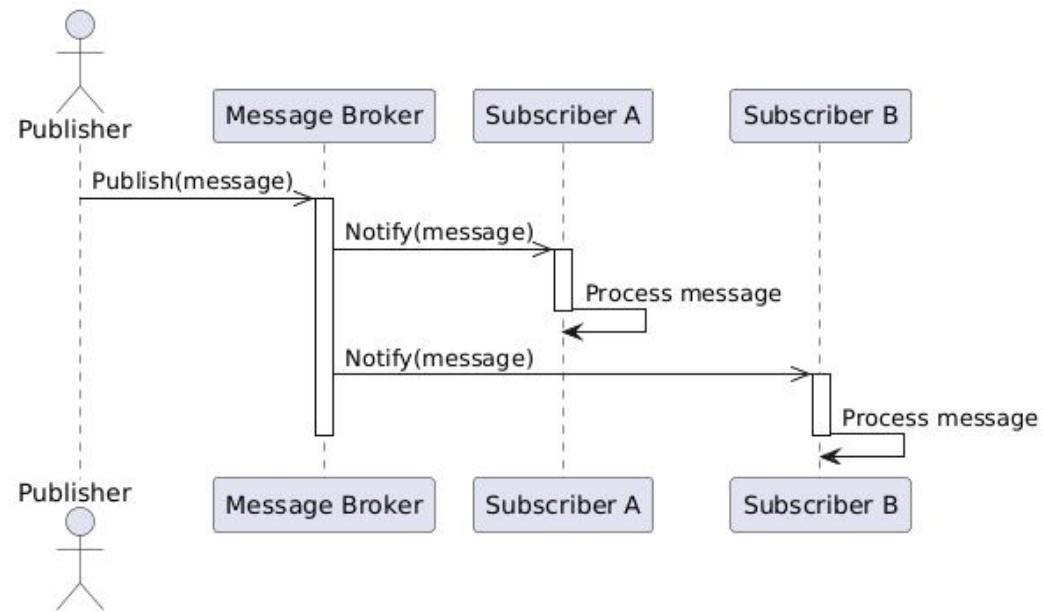 Publisher
Message Broker
Subscriber A
Subscriber B
Publish(message)
Notify(message)
Process message
Notify(message)
Process message
Publisher
Message Broker
Subscriber A
Subscriber B